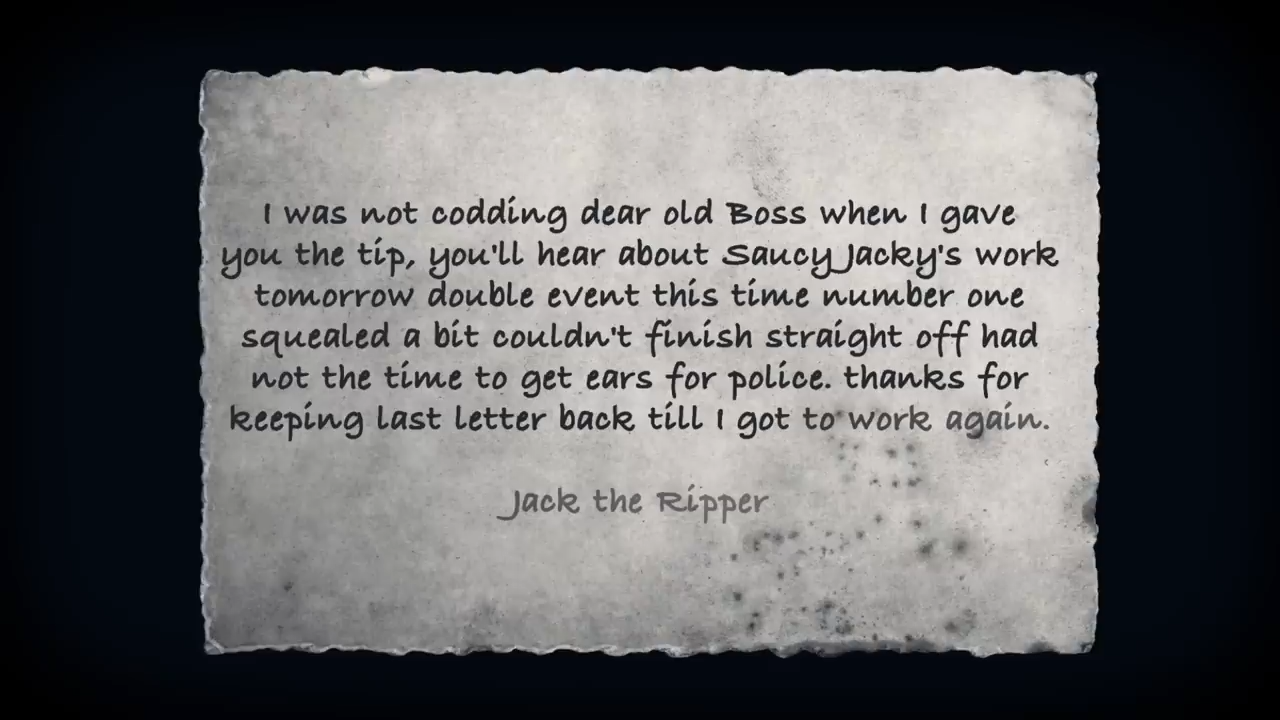 I was not codding dear old Boss when I gave
you the tip, you'll hear about Saucy Jacky's work
tomorrow double event this time number one
squealed a bit couldn't finish straight off had
not the time to get ears for police. thanks for
keeping last letter back till I got to work again.
Jack the Ripper